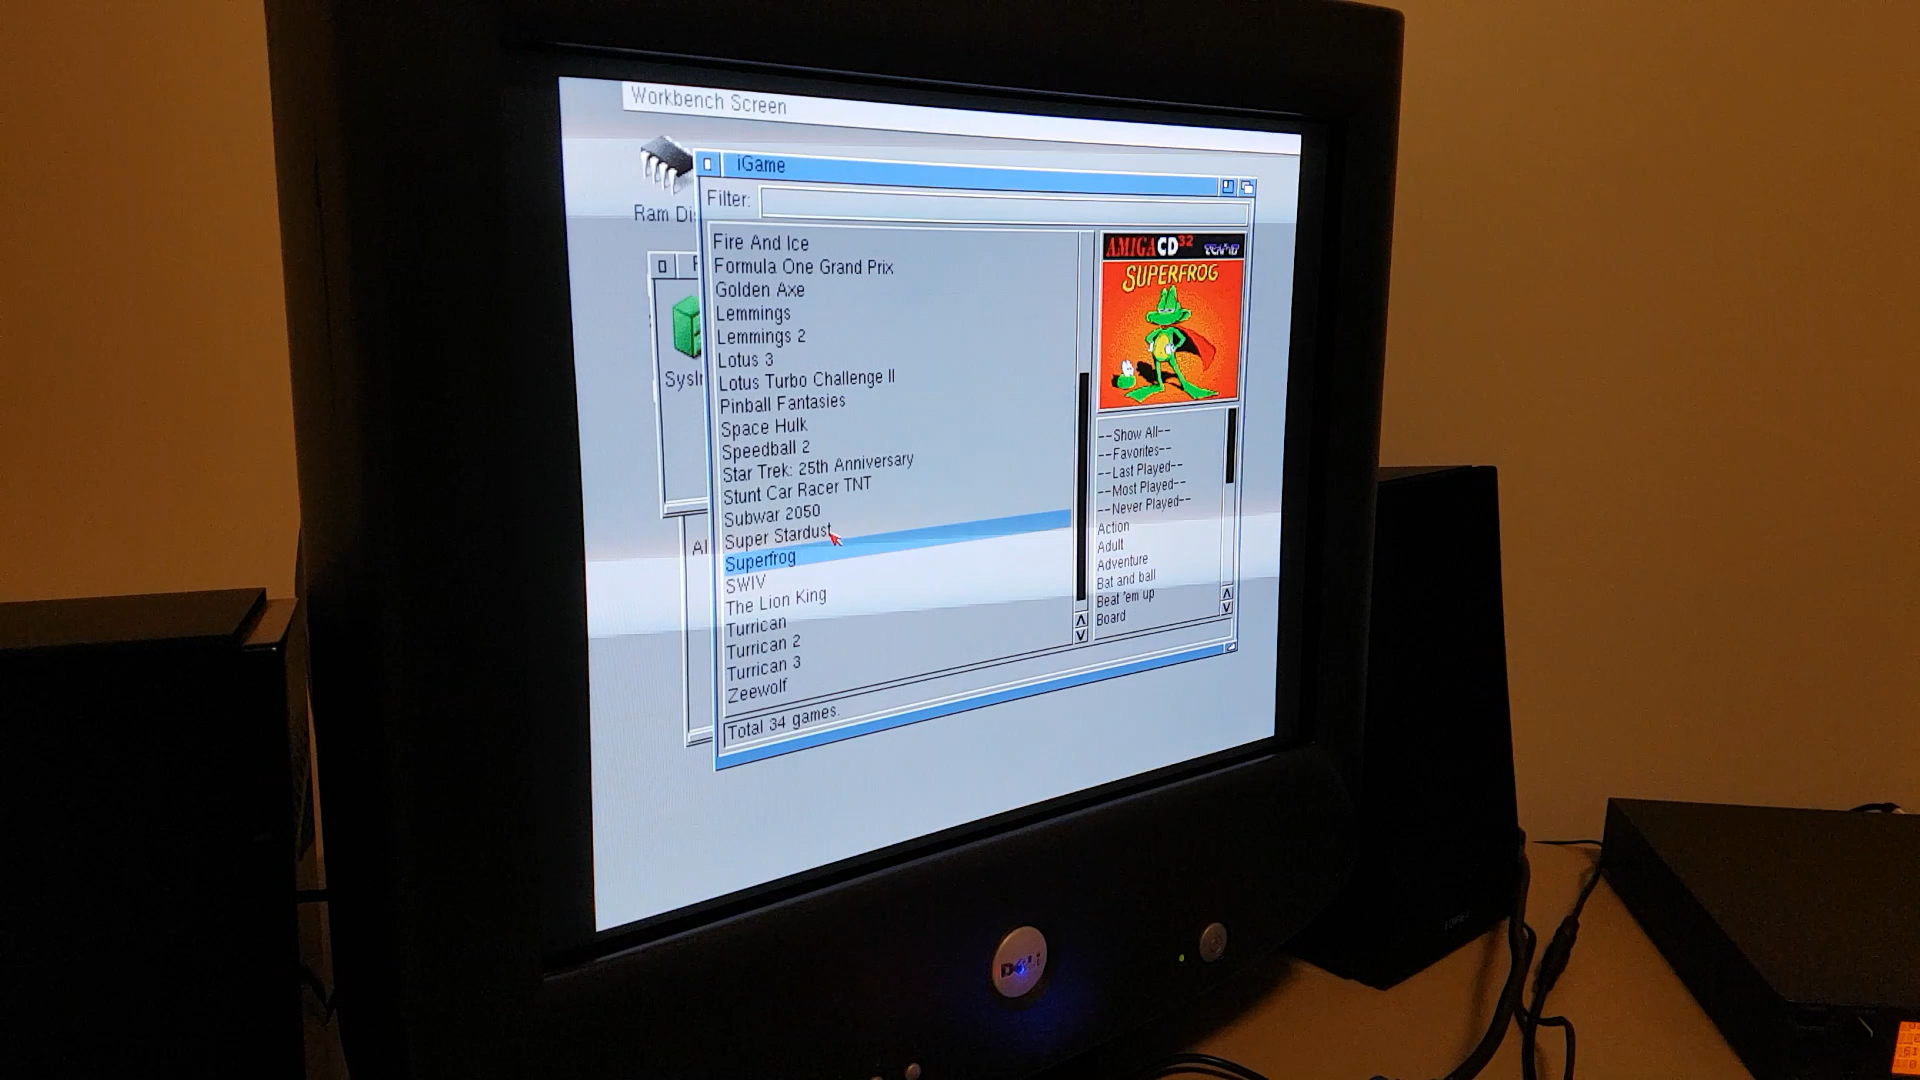 Workbench Screen
iGame
Ram Di
Filter:
Fire And Ice
Formula One Grand Prix
Golden Axe
Lemmings
Lemmings 2
Lotus 3
Lotus Turbo Challenge II
Pinball Fantasies
Space Hulk
Speedball 2
Star Trek: 25th Anniversary
Stunt Car Racer TNT
Subwar 2050
Super Stardust
Superfrog
SWIV
The Lion King
Turrican
Turrican 2
Turrican 3
Zeewolf
Total 34 games.
AMIGA CD32
SUPERFROG
--Show All--
--Favorites--
--Last Played--
--Most Played--
--Never Played--
Action
Adult
Adventure
Bat and ball
Beat 'em up
Board
DELL